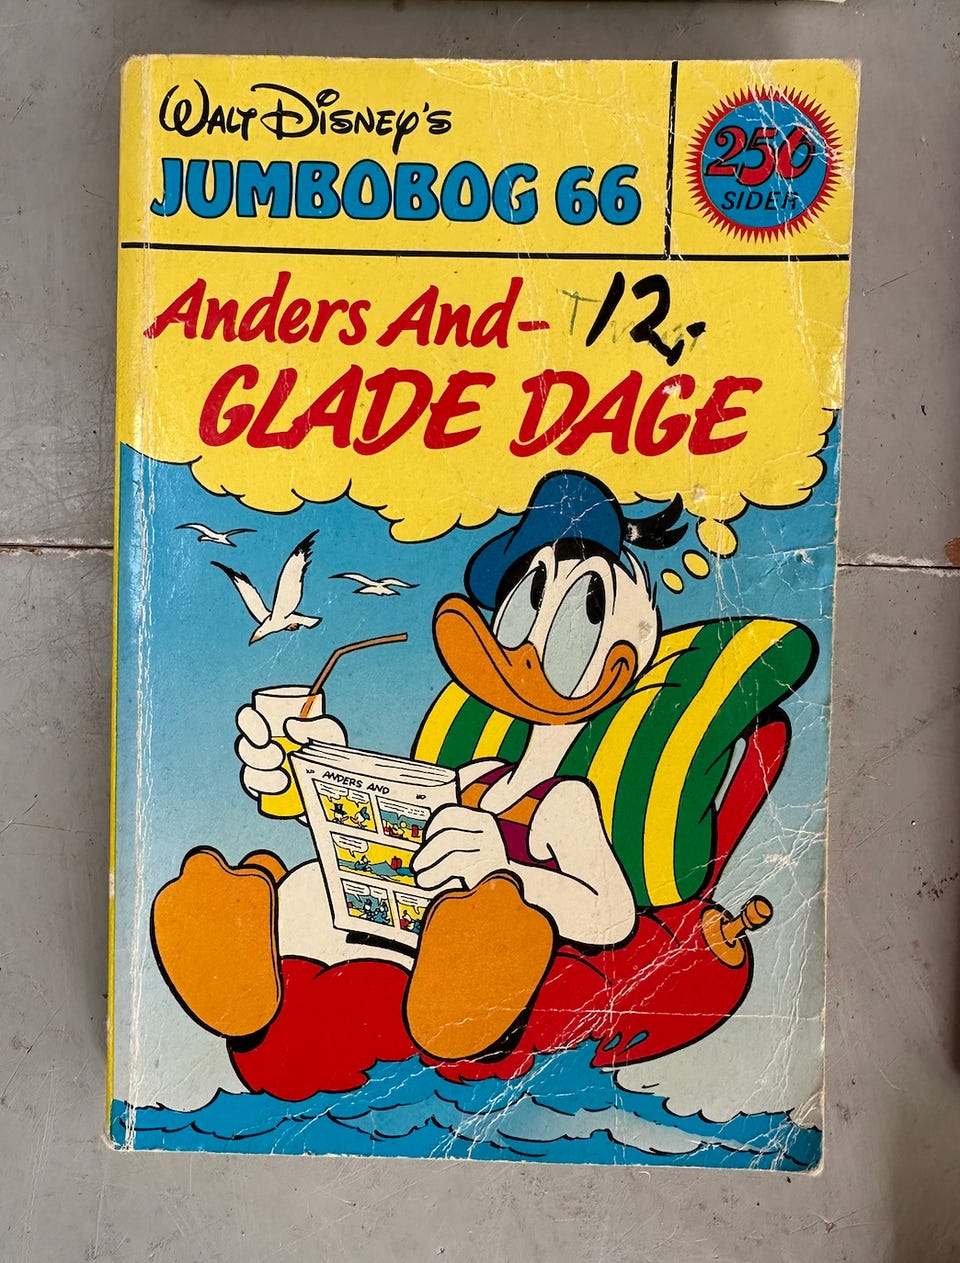 Walt Disney's
JUMBOBOG 66
256
SIDER
Anders And-
12,
GLADE DAGE
ANDERS AND